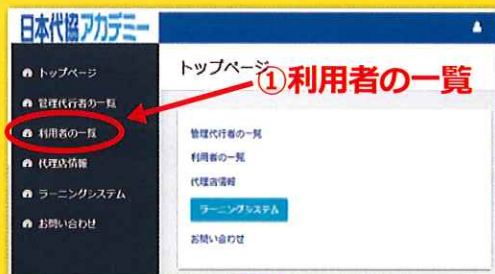 日本代協アカデミー
トップページ
管理代行者の一覧
利用者の一覧
代理店情報
ラーニングシステム
お問い合わせ
トップページ
①利用者の一覧
管理代行者の一覧
利用者の一覧
代理店情報
ラーニングシステム
お問い合わせ